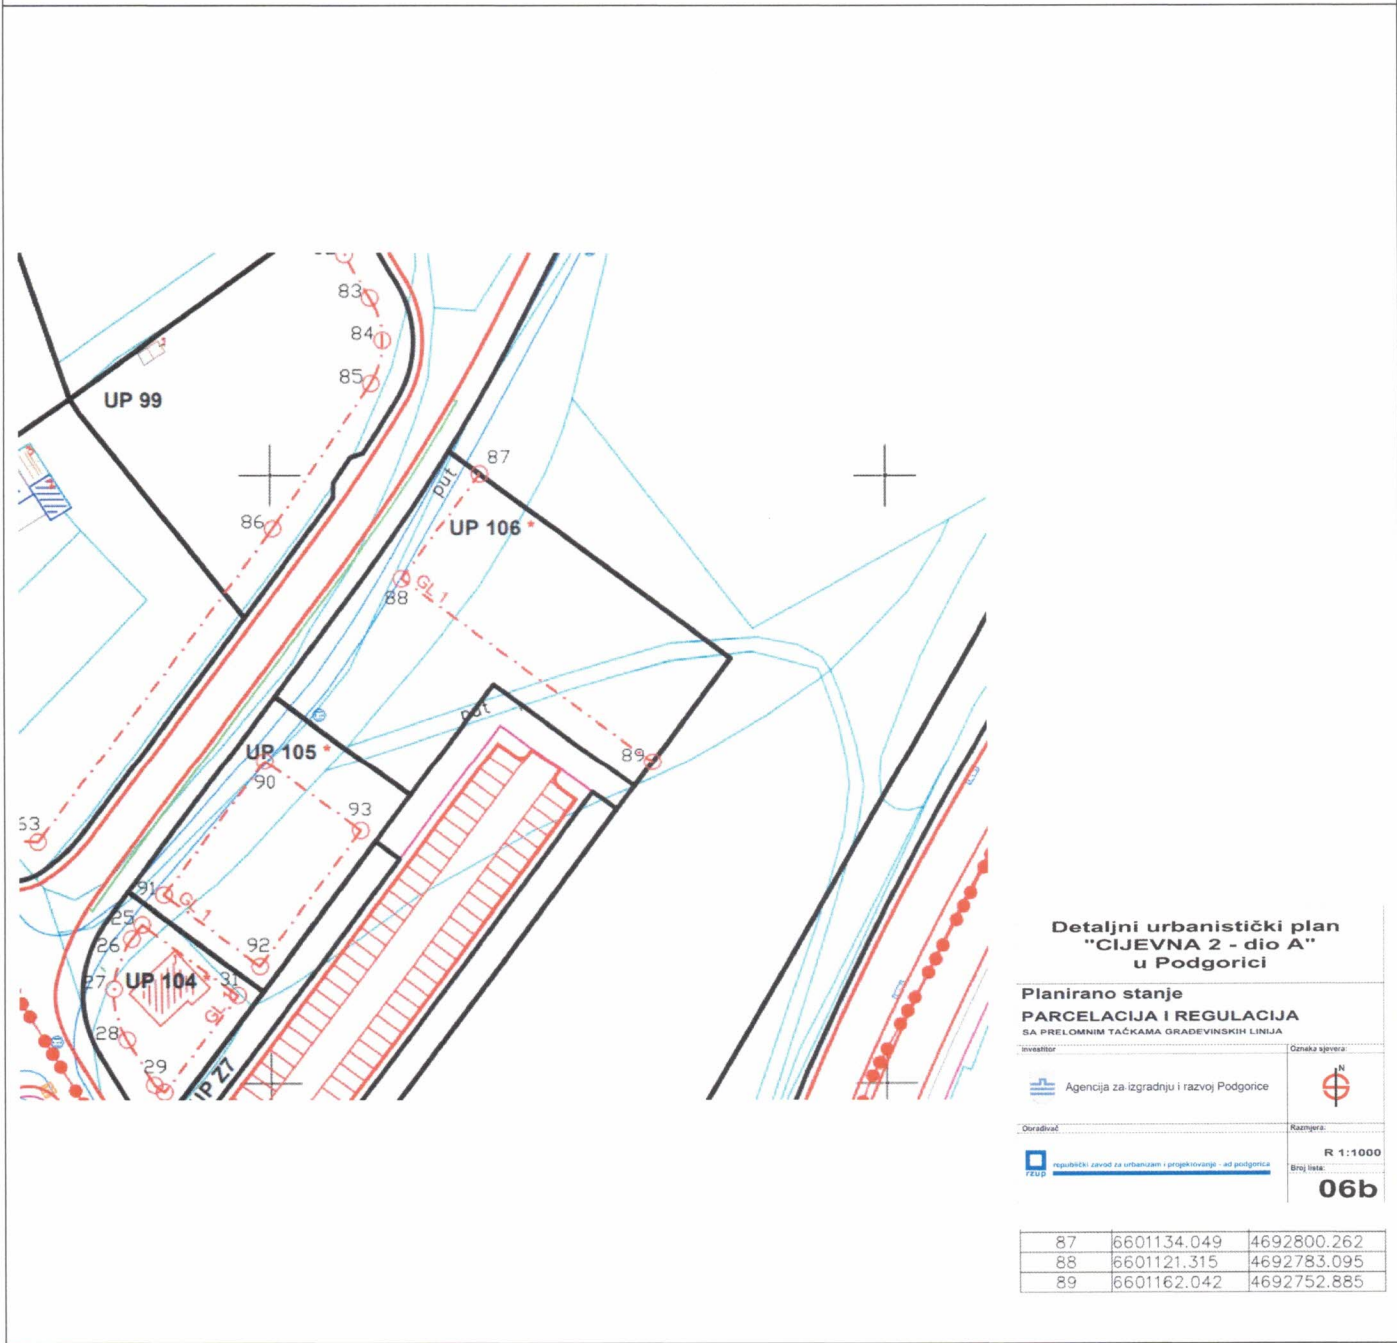 83
84
85
UP 99
87
put
86
UP 106 *
GL 1
88
put
UP 105 *
89
90
93
53
91
GL 1
25
26
92
27
UP 104
31
GL 1
28
29
UP Z7
Detaljni urbanistički plan
"CIJEVNA 2 - dio A"
u Podgorici
Planirano stanje
PARCELACIJA I REGULACIJA
SA PRELOMNIM TAČKAMA GRAĐEVINSKIH LINIJA
Investitor
Oznaka sjevera:
N
Agencija za izgradnju i razvoj Podgorice
Obrađivač
Razmjera:
R 1:1000
rzup
republički zavod za urbanizam i projektovanje - ad podgorica
Broj lista:
06b
87 6601134.049 4692800.262
88 6601121.315 4692783.095
89 6601162.042 4692752.885